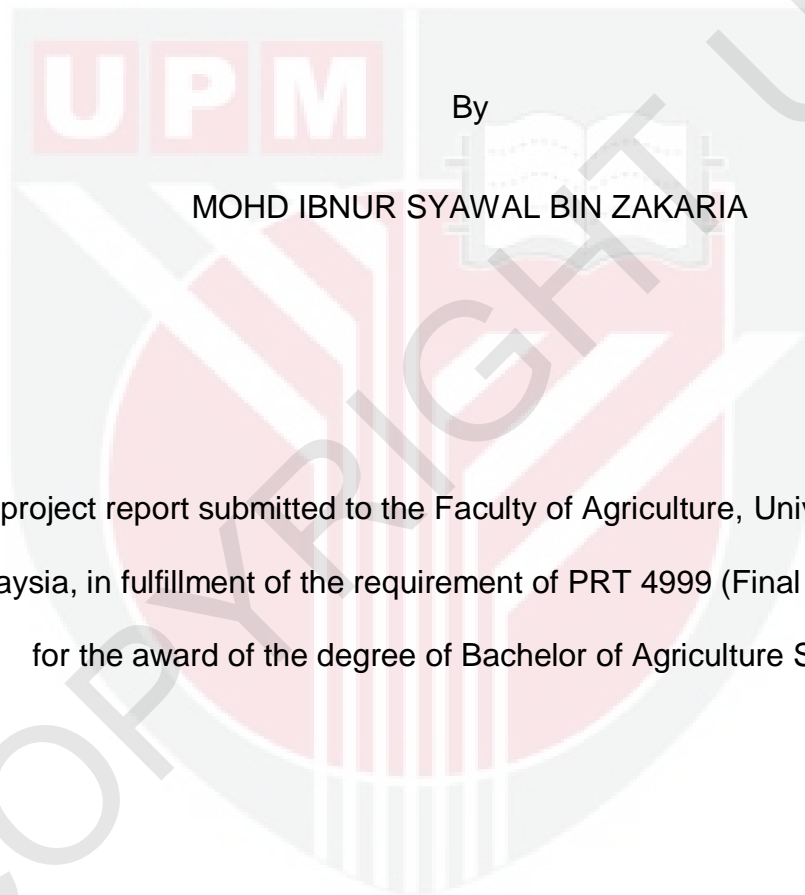 UPM
By
MOHD IBNUR SYAWAL BIN ZAKARIA
project report submitted to the Faculty of Agriculture, Univ
aysia, in fulfillment of the requirement of PRT 4999 (Final
for the award of the degree of Bachelor of Agriculture S
COPYRIGHT U